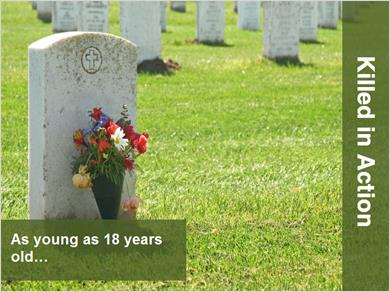 Killed in Action
As young as 18 years
old…